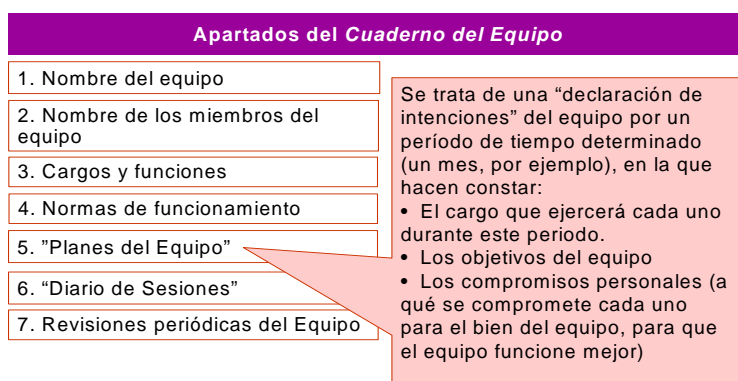 Apartados del Cuaderno del Equipo
1. Nombre del equipo
2. Nombre de los miembros del
equipo
3. Cargos y funciones
4. Normas de funcionamiento
5. ”Planes del Equipo”
6. “Diario de Sesiones”
7. Revisiones periódicas del Equipo
Se trata de una “declaración de
intenciones” del equipo por un
período de tiempo determinado
(un mes, por ejemplo), en la que
hacen constar:
• El cargo que ejercerá cada uno
durante este periodo.
• Los objetivos del equipo
• Los compromisos personales (a
qué se compromete cada uno
para el bien del equipo, para que
el equipo funcione mejor)